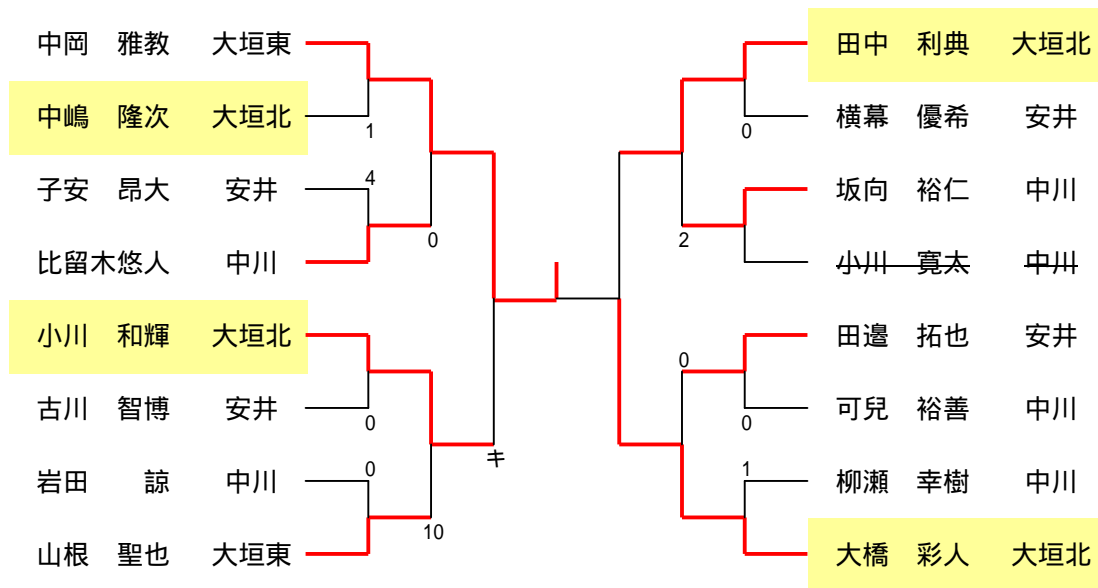 中岡　雅教　大垣東
中嶋　隆次　大垣北
1
子安　昂大　安井
4
比留木悠人　中川
0
小川　和輝　大垣北
古川　智博　安井
0
キ
岩田　諒　中川
0
山根　聖也　大垣東
10
田中　利典　大垣北
横幕　優希　安井
0
坂向　裕仁　中川
2
小川　寛太　中川
田邉　拓也　安井
0
可兒　裕善　中川
0
柳瀬　幸樹　中川
1
大橋　彩人　大垣北